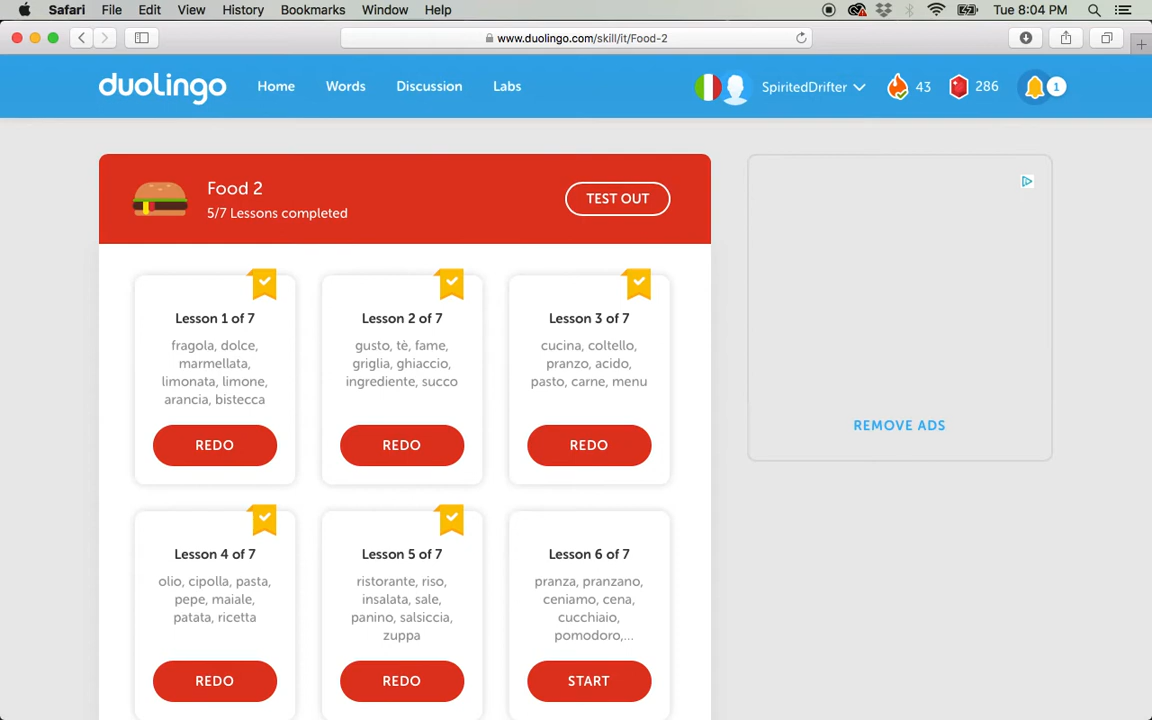 Safari File Edit View History Bookmarks Window Help Tue 8:04 PM
www.duolingo.com/skill/it/Food-2
duolingo Home Words Discussion Labs SpiritedDrifter 43 286 1
Food 2
5/7 Lessons completed
TEST OUT
Lesson 1 of 7
fragola, dolce,
marmellata,
limonata, limone,
arancia, bistecca
REDO
Lesson 2 of 7
gusto, tè, fame,
griglia, ghiaccio,
ingrediente, succo
REDO
Lesson 3 of 7
cucina, coltello,
pranzo, acido,
pasto, carne, menu
REDO
REMOVE ADS
Lesson 4 of 7
olio, cipolla, pasta,
pepe, maiale,
patata, ricetta
REDO
Lesson 5 of 7
ristorante, riso,
insalata, sale,
panino, salsiccia,
zuppa
REDO
Lesson 6 of 7
pranza, pranzano,
ceniamo, cena,
cucchiaio,
pomodoro,...
START